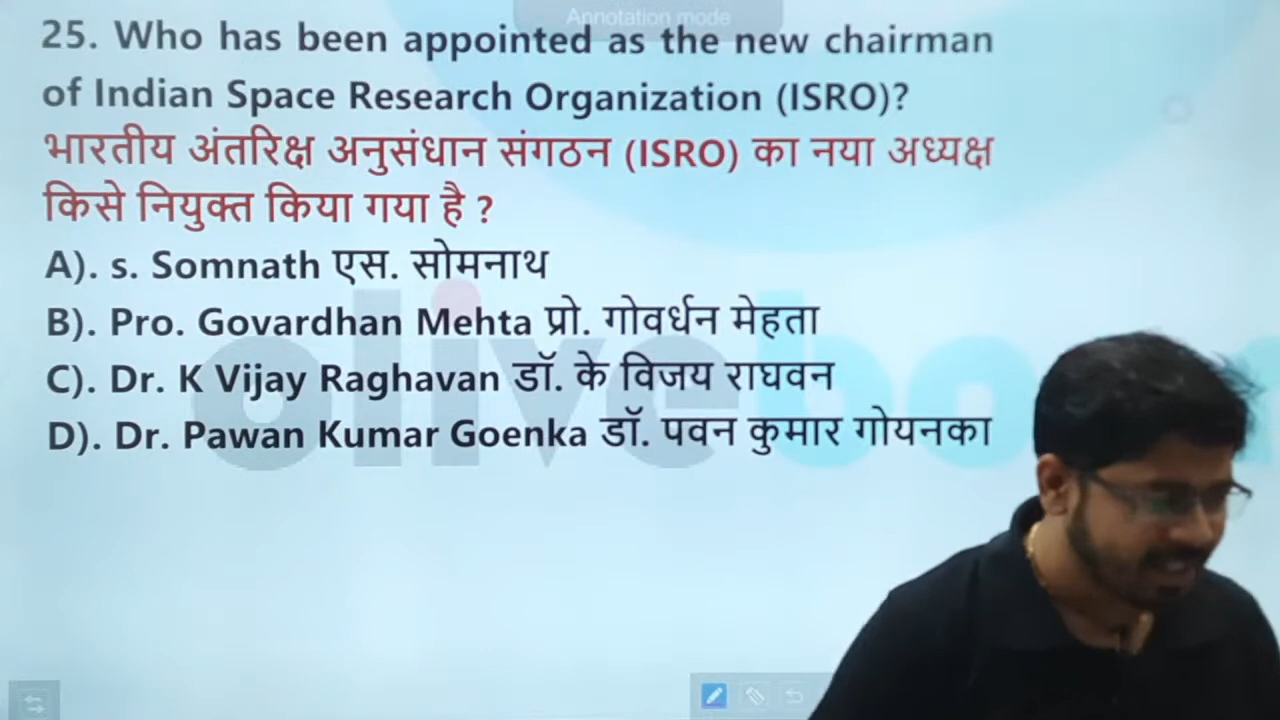 Annotation mode
25. Who has been appointed as the new chairman
of Indian Space Research Organization (ISRO)?
भारतीय अंतरिक्ष अनुसंधान संगठन (ISRO) का नया अध्यक्ष
किसे नियुक्त किया गया है ?
A). s. Somnath एस. सोमनाथ
B). Pro. Govardhan Mehta प्रो. गोवर्धन मेहता
C). Dr. K Vijay Raghavan डॉ. के विजय राघवन
D). Dr. Pawan Kumar Goenka डॉ. पवन कुमार गोयनका